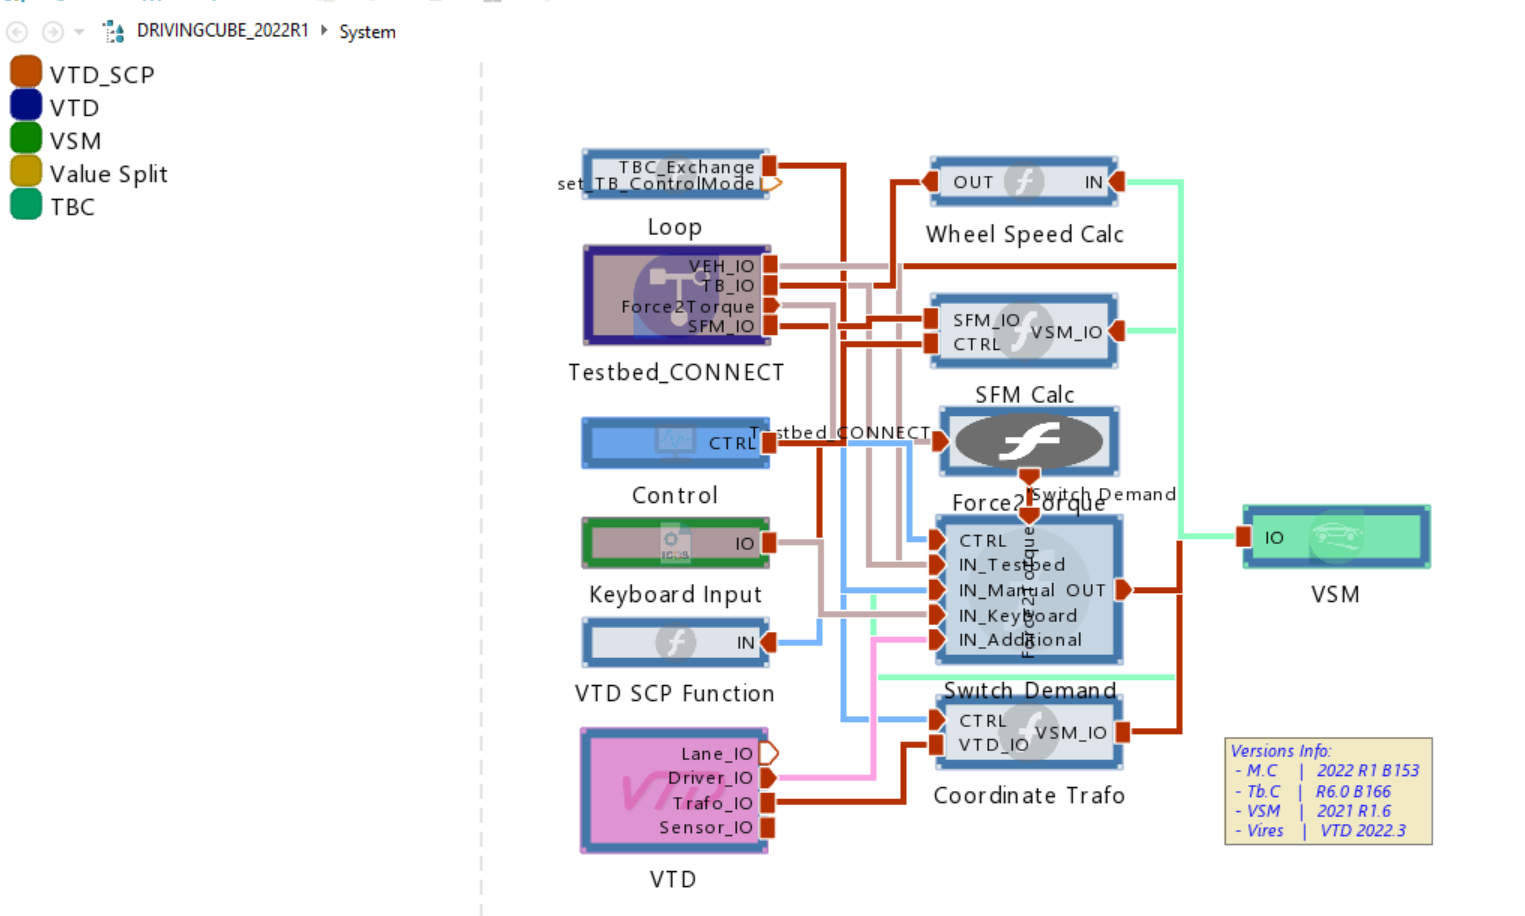 DRIVINGCUBE_2022R1 System
VTD_SCP
VTD
VSM
Value Split
TBC
TBC_Exchange
set_TB_ControlMode
Loop
OUT IN
Wheel Speed Calc
VEH_IO
TB_IO
Force2Torque
SFM_IO
Testbed_CONNECT
SFM_IO
VSM_IO
CTRL
SFM Calc
CTRL
Control
Testbed_CONNECT
Force2Torque
Switch Demand
IO
Keyboard Input
CTRL
IN_Testbed
IN_Manual OUT
IN_Keyboard
IN_Additional
Force2Torque
Switch Demand
IO
VSM
IN
VTD SCP Function
Lane_IO
Driver_IO
Trafo_IO
Sensor_IO
VTD
VTD
CTRL
VSM_IO
VTD_IO
Coordinate Trafo
Versions Info:
- M.C | 2022 R1 B153
- Tb.C | R6.0 B166
- VSM | 2021 R1.6
- Vires | VTD 2022.3